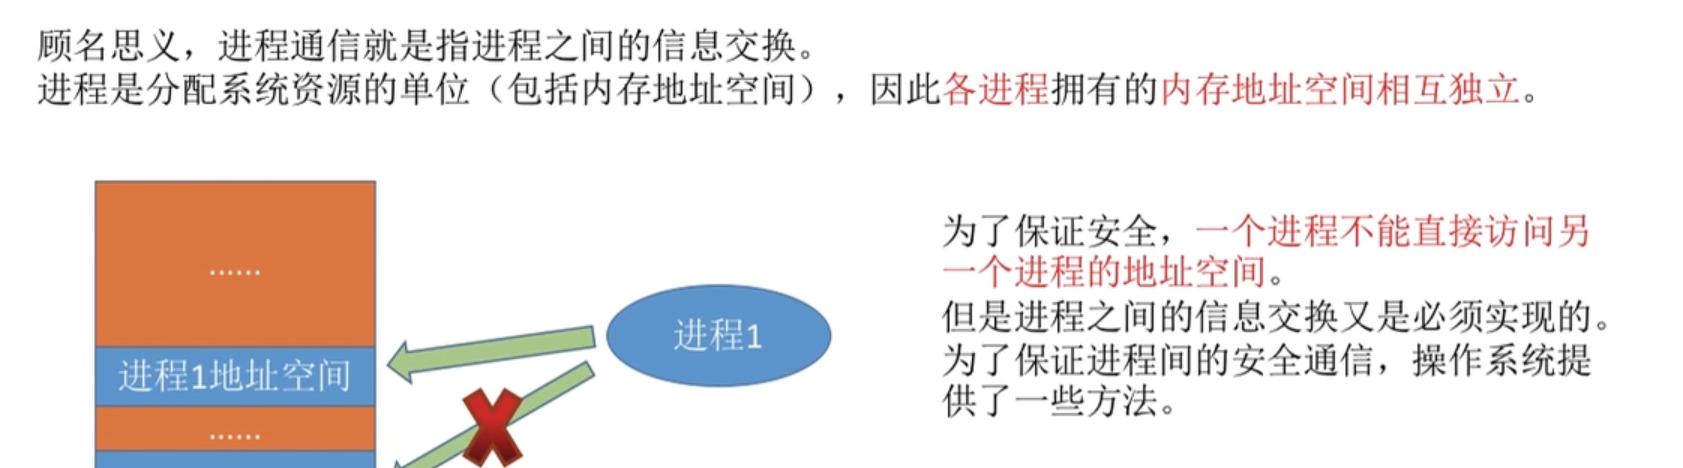 顾名思义，进程通信就是指进程之间的信息交换。
进程是分配系统资源的单位（包括内存地址空间），因此各进程拥有的内存地址空间相互独立。
为了保证安全，一个进程不能直接访问另
一个进程的地址空间。
但是进程之间的信息交换又是必须实现的。
为了保证进程间的安全通信，操作系统提
供了一些方法。
……
进程1
进程1地址空间
……